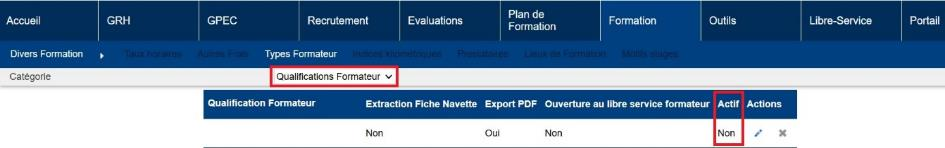 Accueil GRH GPEC Recrutement Evaluations Plan de Formation Formation Outils Libre-Service Portail
Divers Formation Taux horaires Autres Frais Types Formateur Indices kilométriques Prestataires Lieux de Formation Motifs stages
Catégorie Qualifications Formateur
Qualification Formateur Extraction Fiche Navette Export PDF Ouverture au libre service formateur Actif Actions
Non Oui Non Non